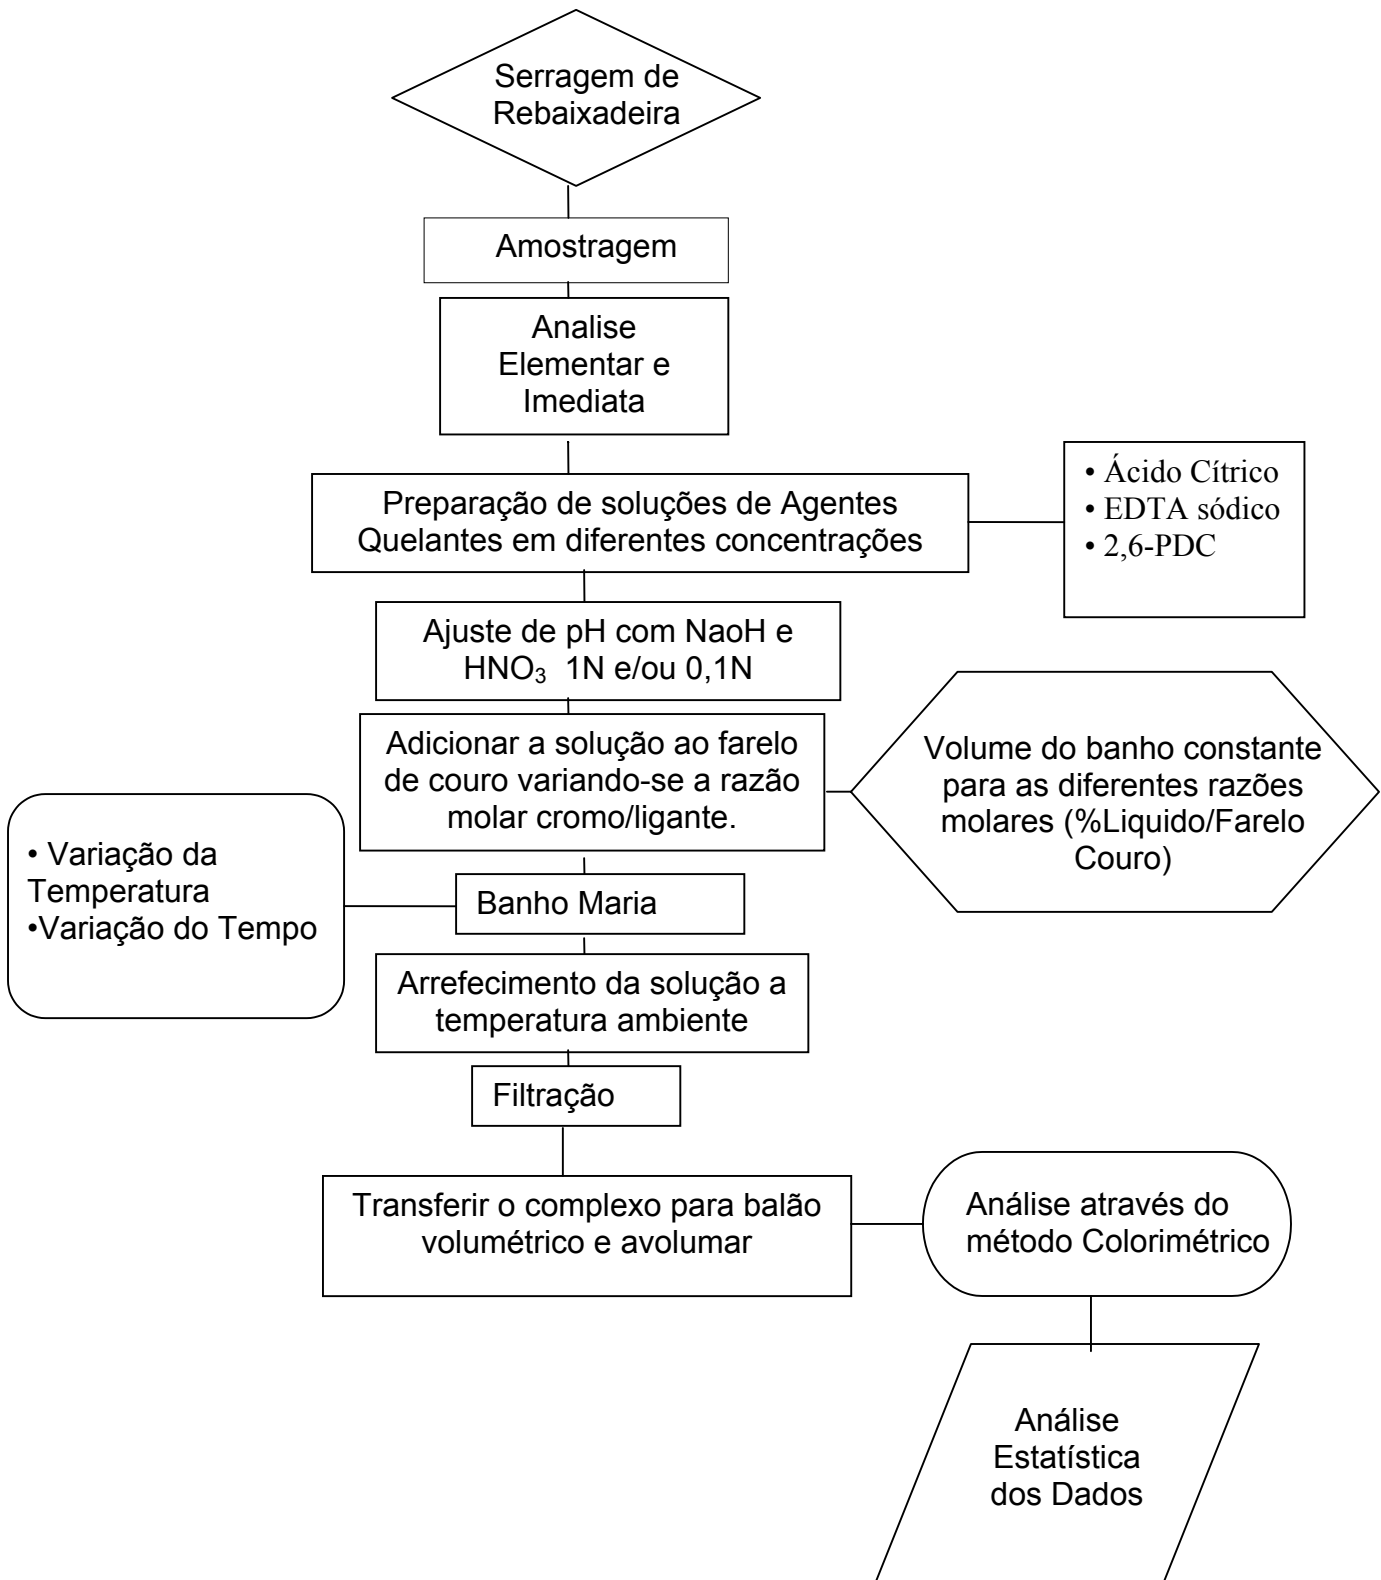 Serragem de
Rebaixadeira
Amostragem
Analise
Elementar e
Imediata
Preparação de soluções de Agentes
Quelantes em diferentes concentrações
• Ácido Cítrico
• EDTA sódico
• 2,6-PDC
Ajuste de pH com NaoH e
HNO₃ 1N e/ou 0,1N
Adicionar a solução ao farelo
de couro variando-se a razão
molar cromo/ligante.
Volume do banho constante
para as diferentes razões
molares (%Liquido/Farelo
Couro)
• Variação da
Temperatura
•Variação do Tempo
Banho Maria
Arrefecimento da solução a
temperatura ambiente
Filtração
Transferir o complexo para balão
volumétrico e avolumar
Análise através do
método Colorimétrico
Análise
Estatística
dos Dados